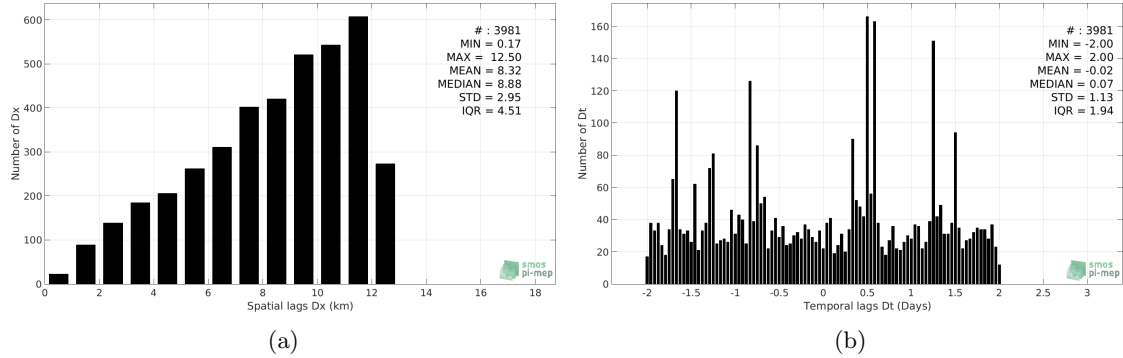 600
500
400
300
200
100
0
Number of Dx
# : 3981
MIN = 0.17
MAX = 12.50
MEAN = 8.32
MEDIAN = 8.88
STD = 2.95
IQR = 4.51
smos
pi-mep
0 2 4 6 8 10 12 14 16 18
Spatial lags Dx (km)
(a)
160
140
120
100
80
60
40
20
0
Number of Dt
# : 3981
MIN = -2.00
MAX = 2.00
MEAN = -0.02
MEDIAN = 0.07
STD = 1.13
IQR = 1.94
smos
pi-mep
-2 -1.5 -1 -0.5 0 0.5 1 1.5 2 2.5 3
Temporal lags Dt (Days)
(b)